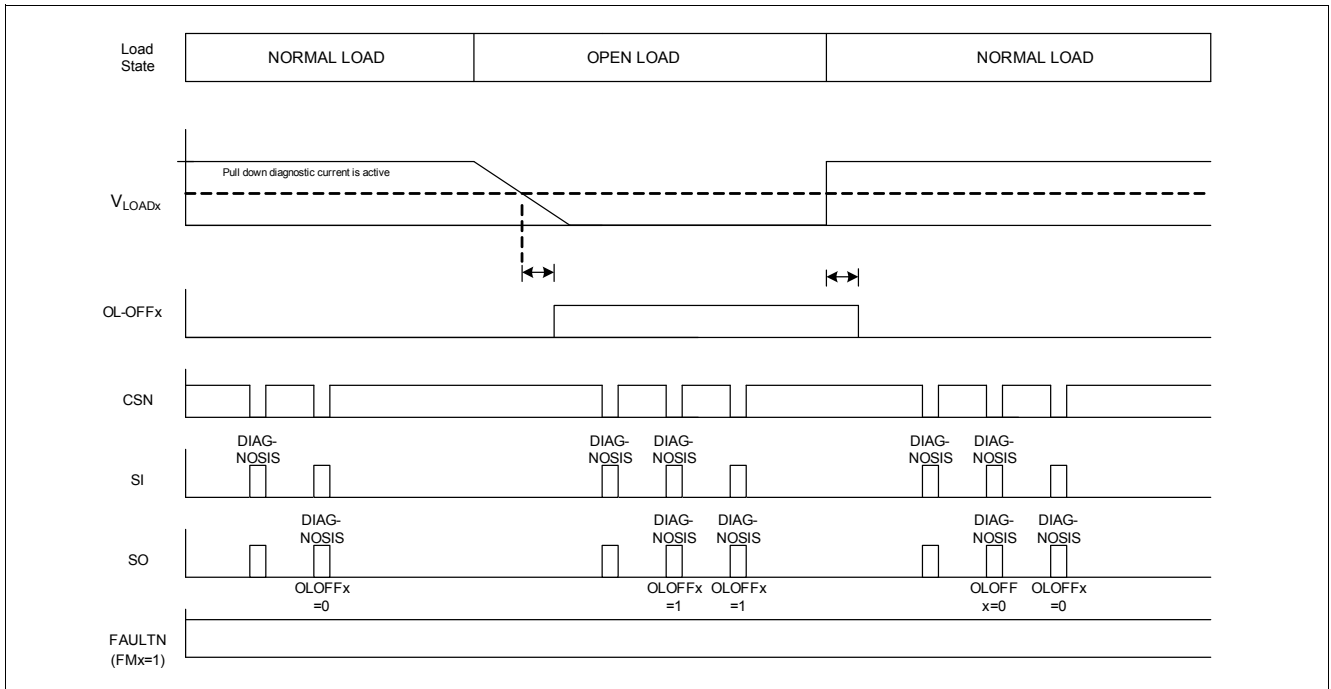 Load
State
NORMAL LOAD
OPEN LOAD
NORMAL LOAD
Pull down diagnostic current is active
VLOADx
OL-OFFx
CSN
DIAG-
NOSIS
DIAG-
NOSIS
DIAG-
NOSIS
DIAG-
NOSIS
DIAG-
NOSIS
SI
DIAG-
NOSIS
DIAG-
NOSIS
DIAG-
NOSIS
DIAG-
NOSIS
DIAG-
NOSIS
SO
OLOFFx
=0
OLOFFx
=1
OLOFFx
=1
OLOFF
x=0
OLOFFx
=0
FAULTN
(FMx=1)